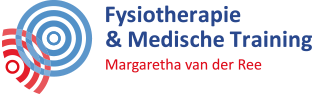 Fysiotherapie
& Medische Training
Margaretha van der Ree